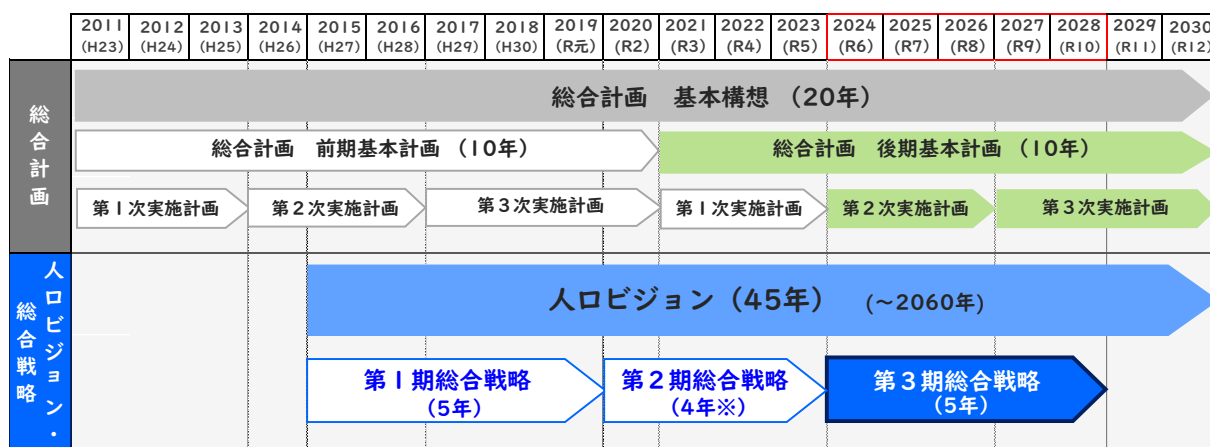 2011 2012 2013 2014 2015 2016 2017 2018 2019 2020 2021 2022 2023 2024 2025 2026 2027 2028 2029 2030
(H23) (H24) (H25) (H26) (H27) (H28) (H29) (H30) (R元) (R2) (R3) (R4) (R5) (R6) (R7) (R8) (R9) (R10) (R11) (R12)
総合計画
総合計画 基本構想 (20年)
総合計画 前期基本計画 (10年) 総合計画 後期基本計画 (10年)
第1次実施計画 第2次実施計画 第3次実施計画 第1次実施計画 第2次実施計画 第3次実施計画
人口ビジョン・
総合戦略
人口ビジョン(45年) (~2060年)
第1期総合戦略 第2期総合戦略 第3期総合戦略
(5年) (4年※) (5年)